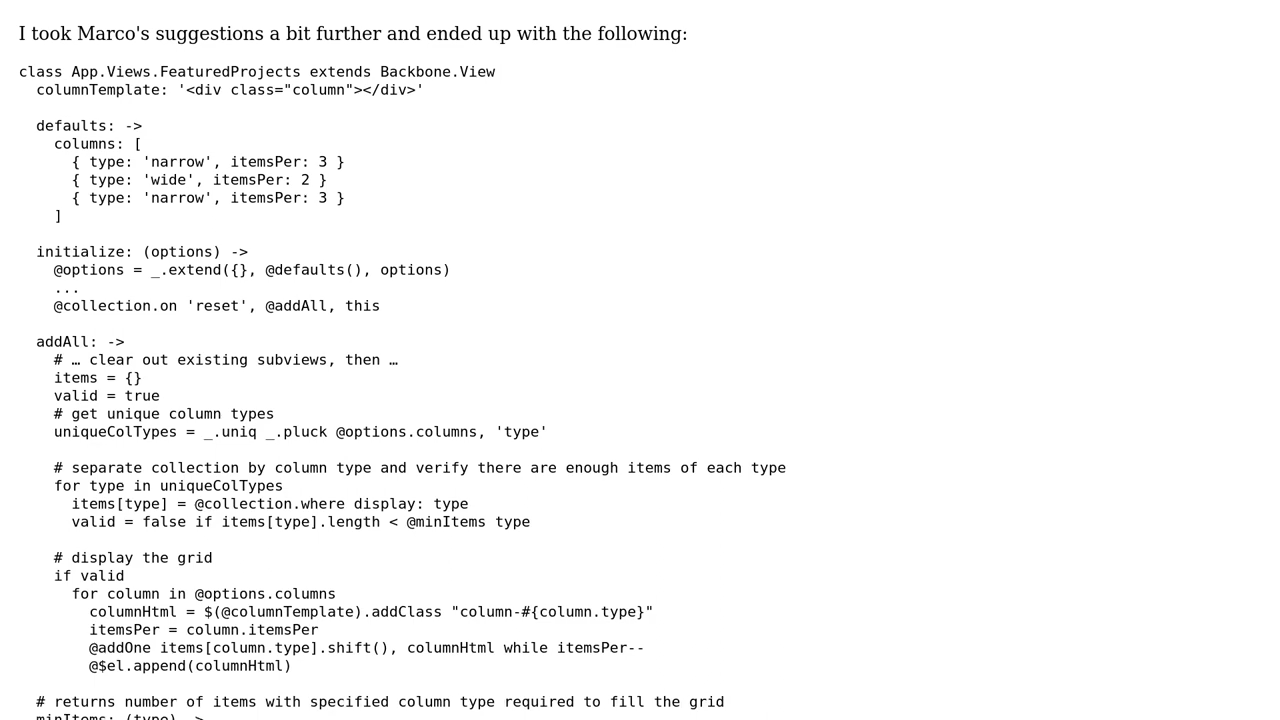 I took Marco's suggestions a bit further and ended up with the following:
class App.Views.FeaturedProjects extends Backbone.View
  columnTemplate: '<div class="column"></div>'

  defaults: ->
    columns: [
      { type: 'narrow', itemsPer: 3 }
      { type: 'wide', itemsPer: 2 }
      { type: 'narrow', itemsPer: 3 }
    ]

  initialize: (options) ->
    @options = _.extend({}, @defaults(), options)
    ...
    @collection.on 'reset', @addAll, this

  addAll: ->
    # … clear out existing subviews, then …
    items = {}
    valid = true
    # get unique column types
    uniqueColTypes = _.uniq _.pluck @options.columns, 'type'

    # separate collection by column type and verify there are enough items of each type
    for type in uniqueColTypes
      items[type] = @collection.where display: type
      valid = false if items[type].length < @minItems type

    # display the grid
    if valid
      for column in @options.columns
        columnHtml = $(@columnTemplate).addClass "column-#{column.type}"
        itemsPer = column.itemsPer
        @addOne items[column.type].shift(), columnHtml while itemsPer--
        @$el.append(columnHtml)

  # returns number of items with specified column type required to fill the grid
  minItems: (type) ->